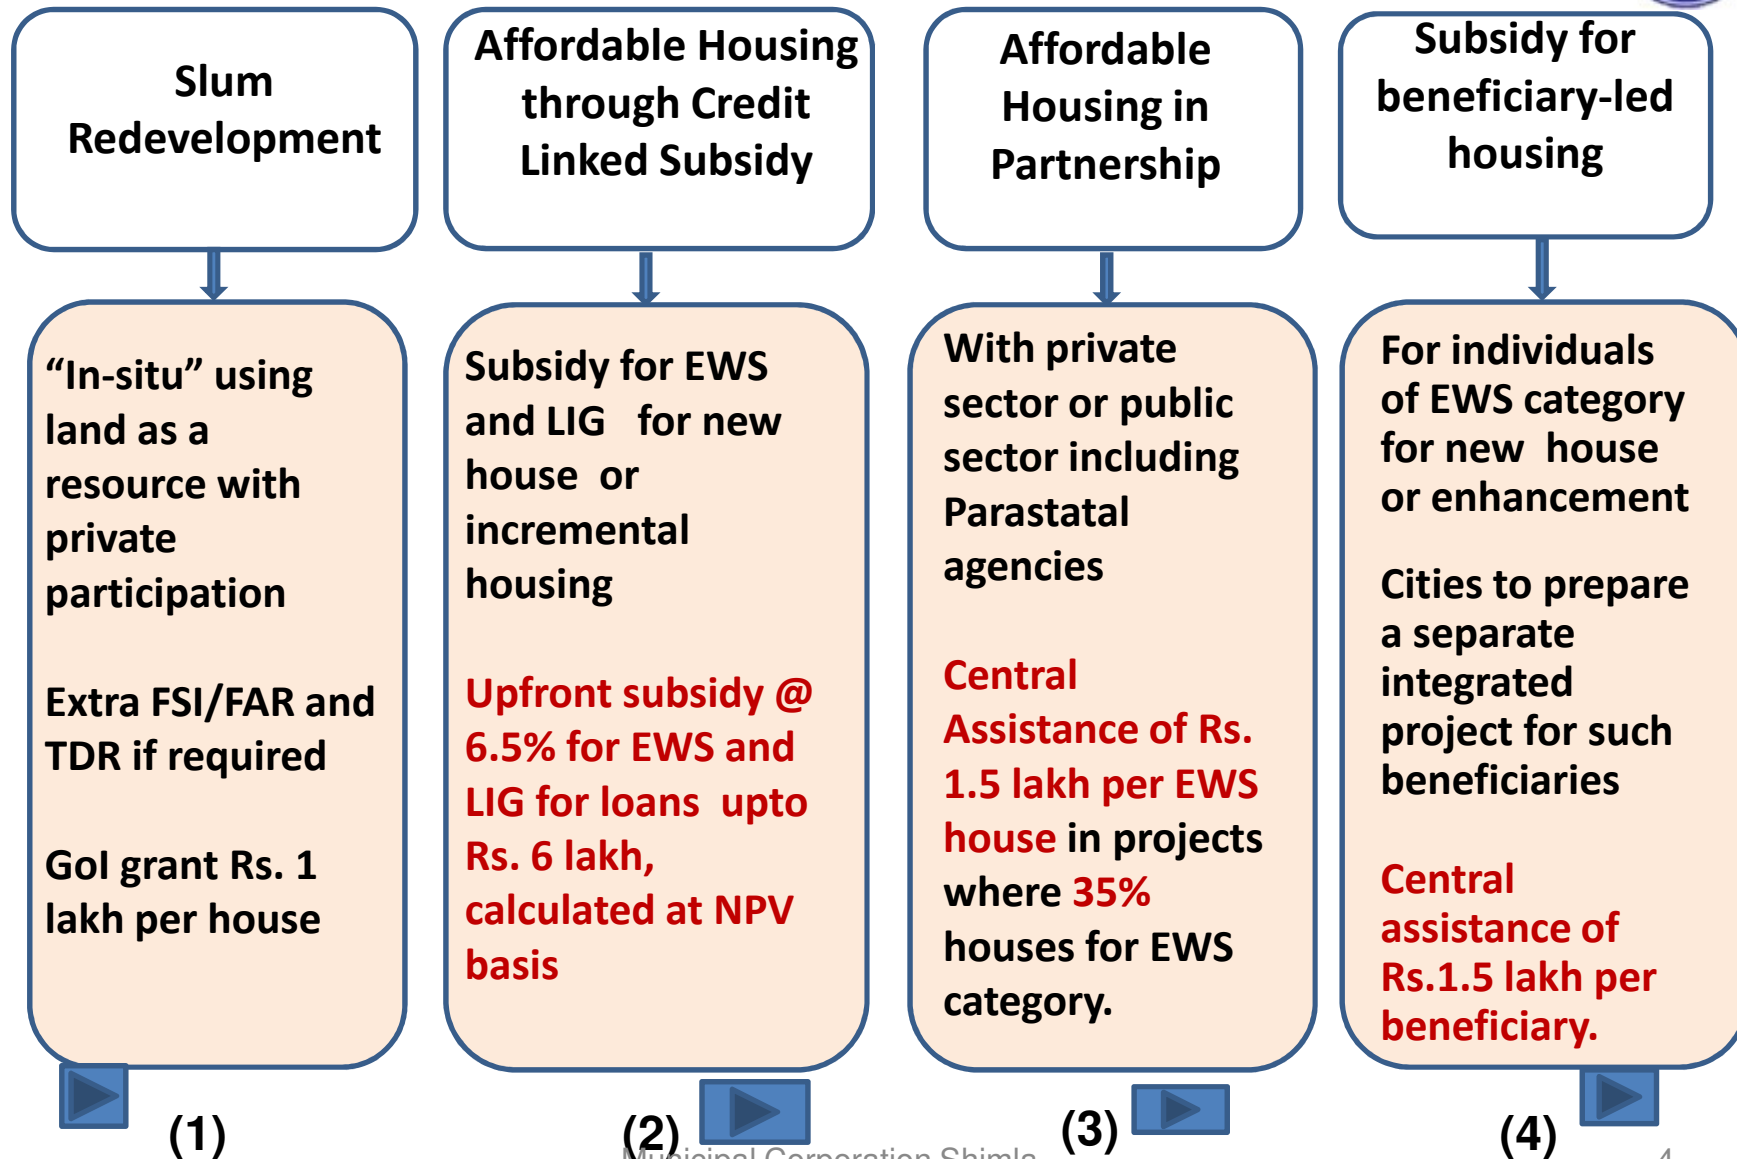 Slum
Redevelopment
Affordable Housing
through Credit
Linked Subsidy
Affordable
Housing in
Partnership
Subsidy for
beneficiary-led
housing
“In-situ” using
land as a
resource with
private
participation
Extra FSI/FAR and
TDR if required
GoI grant Rs. 1
lakh per house
Subsidy for EWS
and LIG for new
house or
incremental
housing
Upfront subsidy @
6.5% for EWS and
LIG for loans upto
Rs. 6 lakh,
calculated at NPV
basis
With private
sector or public
sector including
Parastatal
agencies
Central
Assistance of Rs.
1.5 lakh per EWS
house in projects
where 35%
houses for EWS
category.
For individuals
of EWS category
for new house
or enhancement
Cities to prepare
a separate
integrated
project for such
beneficiaries
Central
assistance of
Rs.1.5 lakh per
beneficiary.
(1)
(2)
(3)
(4)
Municipal Corporation Shimla
4